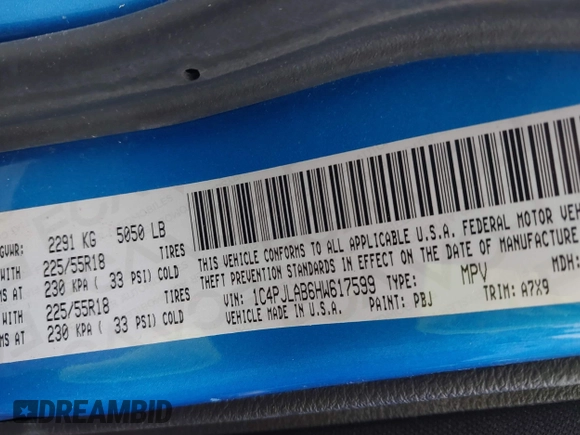 GVWR: 2291 KG 5050 LB
WITH 225/55R18 TIRES
MS AT 230 KPA ( 33 PSI) COLD
WITH 225/55R18 TIRES
MS AT 230 KPA ( 33 PSI) COLD
THIS VEHICLE CONFORMS TO ALL APPLICABLE U.S.A. FEDERAL MOTOR VEH
THEFT PREVENTION STANDARDS IN EFFECT ON THE DATE OF MANUFACTURE
VIN: 1C4PJLAB6HW617599 TYPE: MPV MDH:
VEHICLE MADE IN U.S.A. PAINT: PBJ TRIM: A7X9
DREAMBID